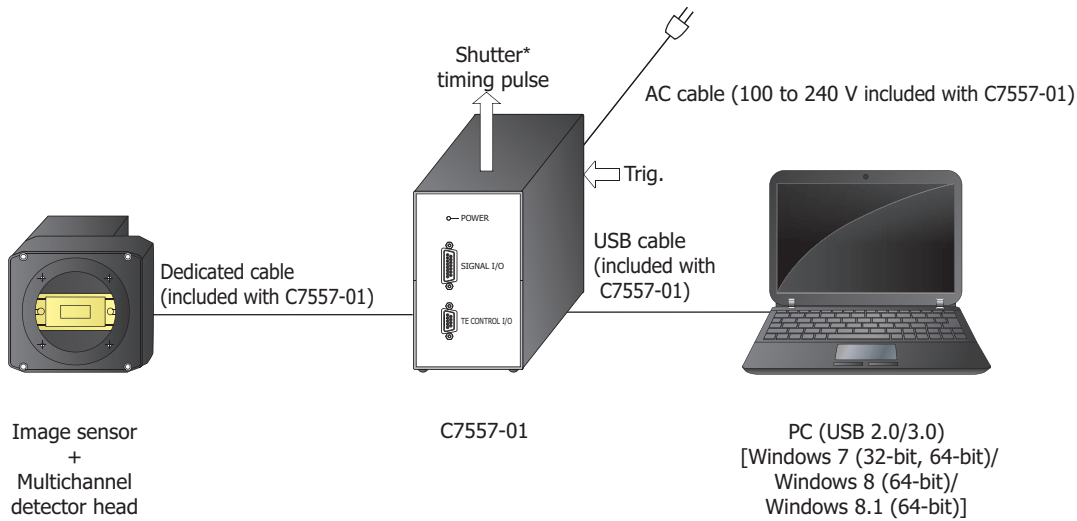 Shutter*
timing pulse
AC cable (100 to 240 V included with C7557-01)
Trig.
POWER
SIGNAL I/O
TE CONTROL I/O
Dedicated cable
(included with C7557-01)
USB cable
(included with
C7557-01)
Image sensor
+
Multichannel
detector head
C7557-01
PC (USB 2.0/3.0)
[Windows 7 (32-bit, 64-bit)/
Windows 8 (64-bit)/
Windows 8.1 (64-bit)]